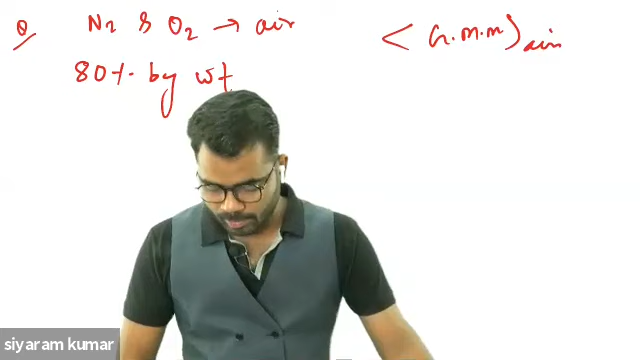 Q N2 & O2 → air
80% by wt
< G.M.M >air
siyaram kumar